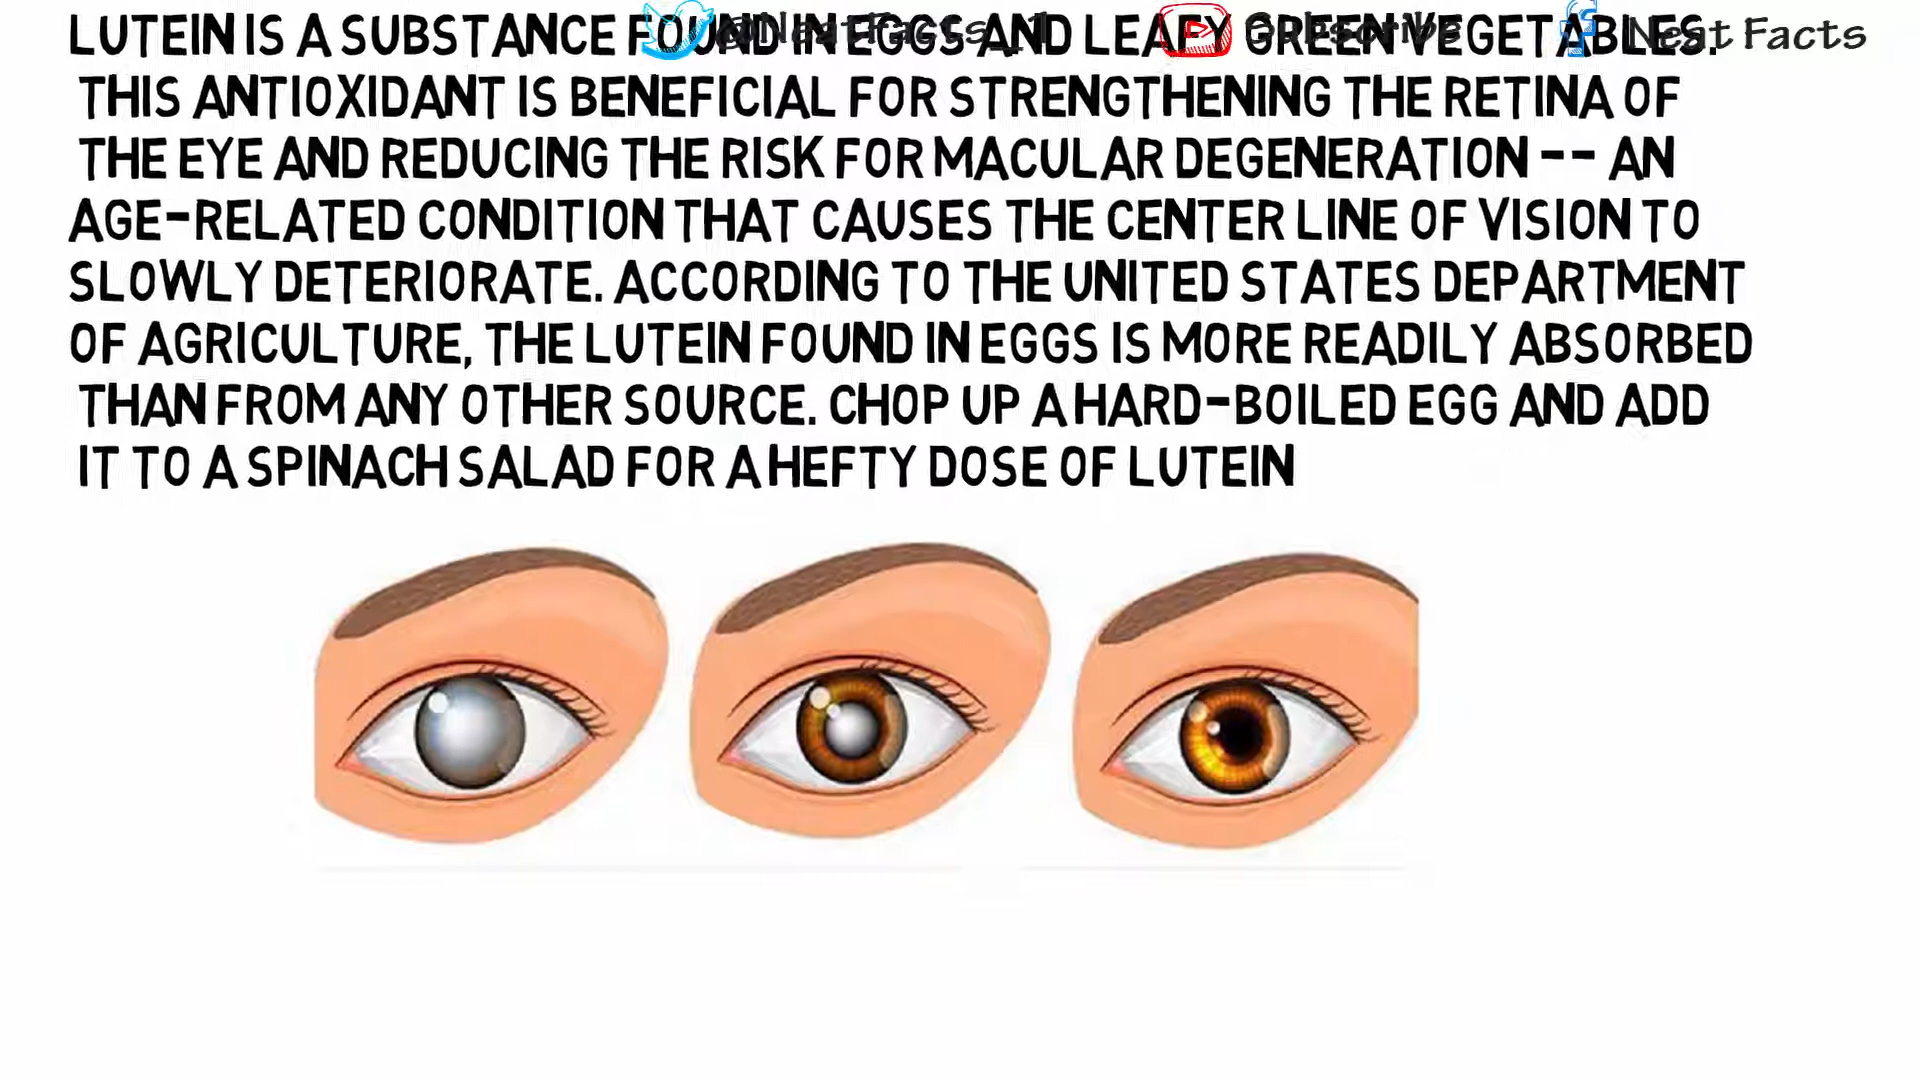 LUTEIN IS A SUBSTANCE FOUND IN EGGS AND LEAFY GREEN VEGETABLES.
@NeatFacts_1 Subscribe Neat Facts
THIS ANTIOXIDANT IS BENEFICIAL FOR STRENGTHENING THE RETINA OF
THE EYE AND REDUCING THE RISK FOR MACULAR DEGENERATION -- AN
AGE-RELATED CONDITION THAT CAUSES THE CENTER LINE OF VISION TO
SLOWLY DETERIORATE. ACCORDING TO THE UNITED STATES DEPARTMENT
OF AGRICULTURE, THE LUTEIN FOUND IN EGGS IS MORE READILY ABSORBED
THAN FROM ANY OTHER SOURCE. CHOP UP A HARD-BOILED EGG AND ADD
IT TO A SPINACH SALAD FOR A HEFTY DOSE OF LUTEIN